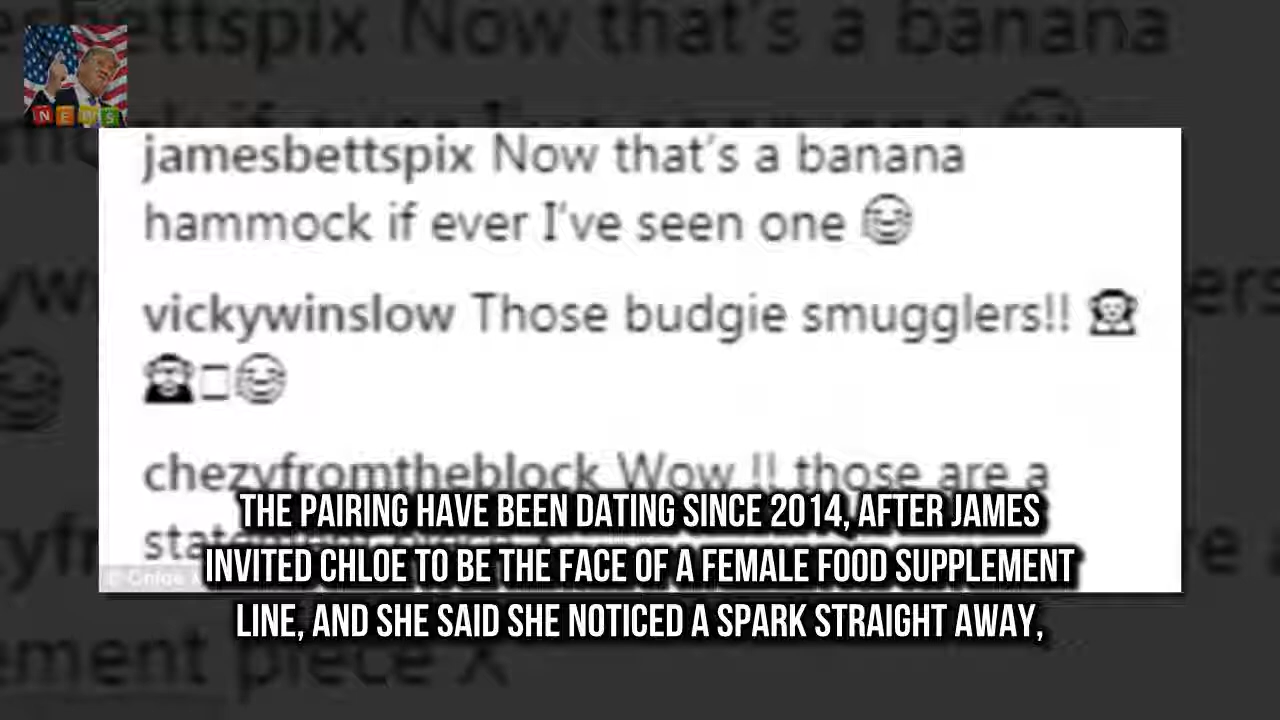 NEWS
jamesbettspix Now that's a banana
hammock if ever I've seen one
vickywinslow Those budgie smugglers!!
chezyfromtheblock Wow !! those are a
THE PAIRING HAVE BEEN DATING SINCE 2014, AFTER JAMES
INVITED CHLOE TO BE THE FACE OF A FEMALE FOOD SUPPLEMENT
LINE, AND SHE SAID SHE NOTICED A SPARK STRAIGHT AWAY,